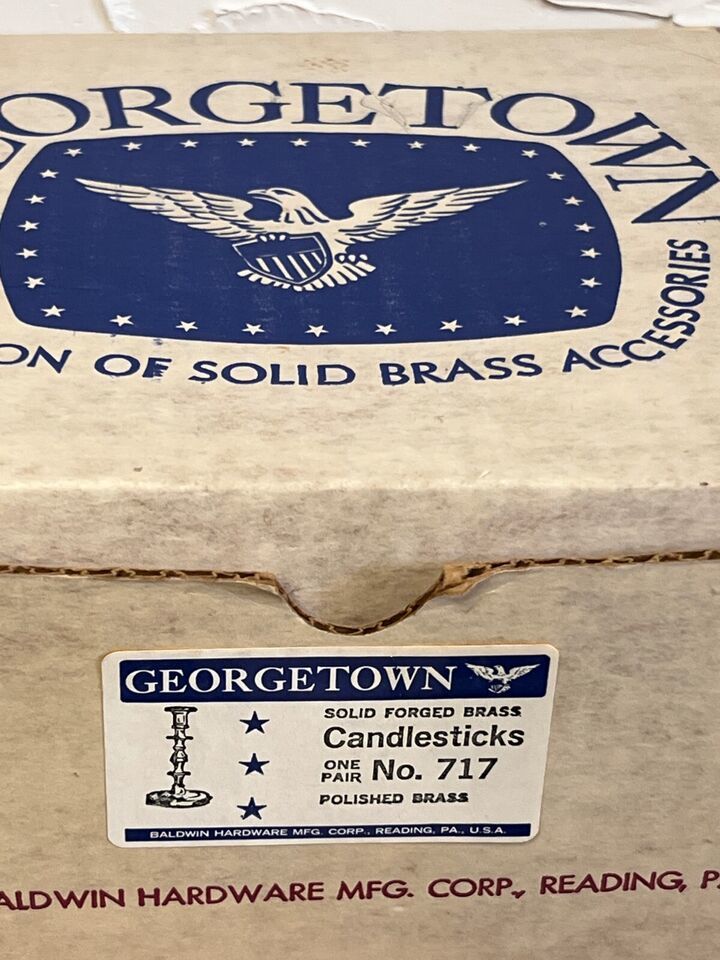 ORGETOWN
ON OF SOLID BRASS ACCESSORIES
GEORGETOWN
SOLID FORGED BRASS
Candlesticks
ONE PAIR No. 717
POLISHED BRASS
BALDWIN HARDWARE MFG. CORP., READING, PA., U.S.A.
ALDWIN HARDWARE MFG. CORP., READING, P